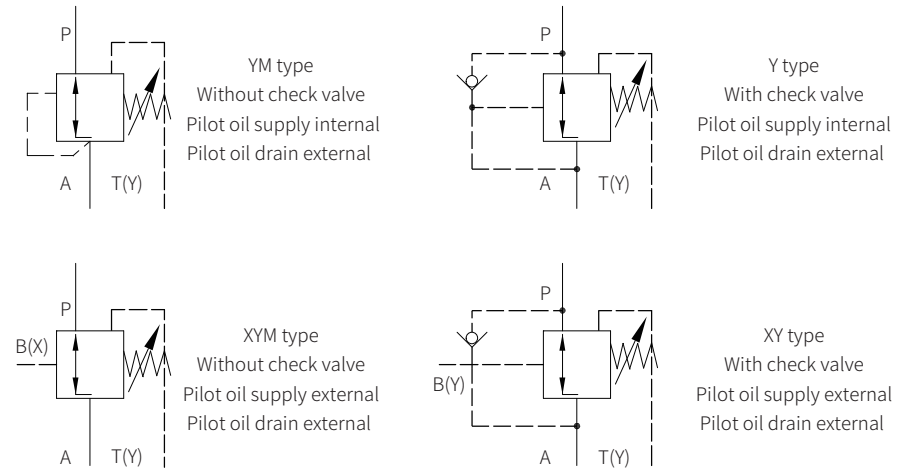 P
A
T(Y)
YM type
Without check valve
Pilot oil supply internal
Pilot oil drain external
P
A
T(Y)
Y type
With check valve
Pilot oil supply internal
Pilot oil drain external
P
B(X)
A
T(Y)
XYM type
Without check valve
Pilot oil supply external
Pilot oil drain external
P
B(Y)
A
T(Y)
XY type
With check valve
Pilot oil supply external
Pilot oil drain external